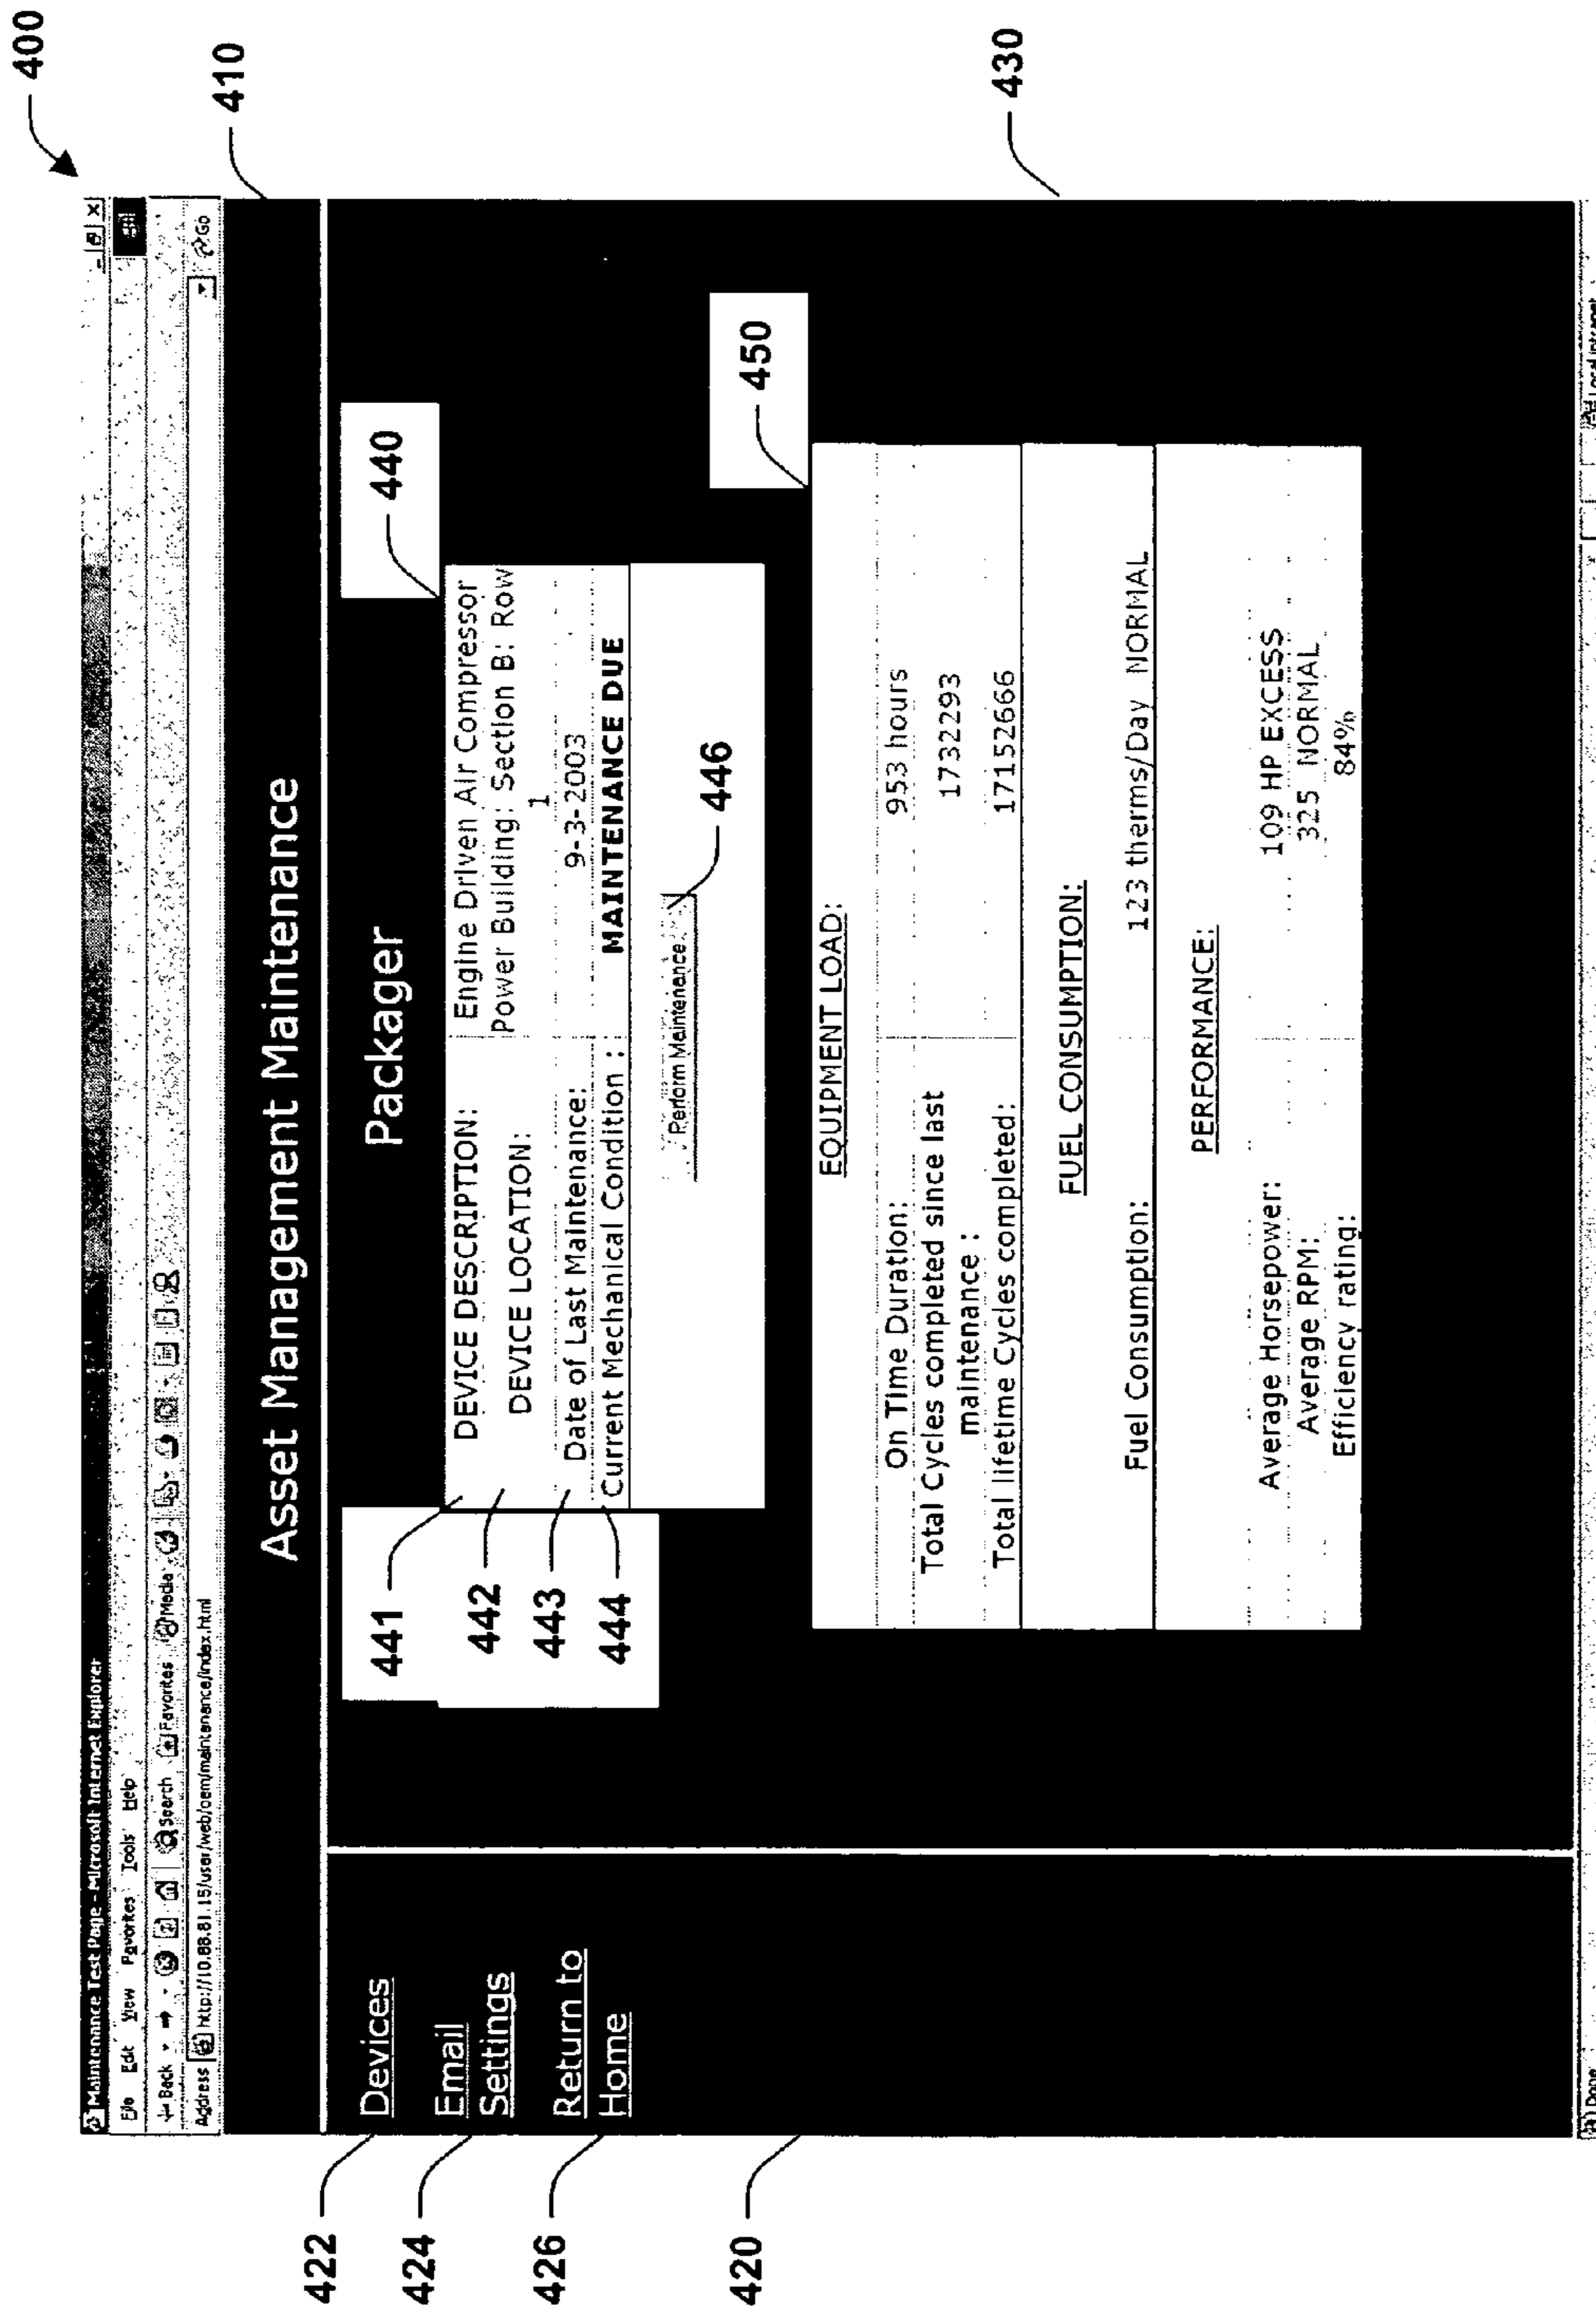 400
Maintenance Test Page - Microsoft Internet Explorer
File Edit View Favorites Tools Help
Back Search Favorites Media
Address http://10.88.81.15/user/web/oem/maintenance/index.html Go
410
Asset Management Maintenance
422
Devices
424
Email
Settings
426
Return to
Home
420
430
Packager
440
441
DEVICE DESCRIPTION: Engine Driven Air Compressor
442
DEVICE LOCATION: Power Building: Section B: Row
1
443
Date of Last Maintenance: 9-3-2003
444
Current Mechanical Condition : MAINTENANCE DUE
Perform Maintenance
446
450
EQUIPMENT LOAD:
On Time Duration: 953 hours
Total Cycles completed since last
maintenance : 1732293
Total lifetime Cycles completed: 17152666
FUEL CONSUMPTION:
Fuel Consumption: 123 therms/Day NORMAL
PERFORMANCE:
Average Horsepower: 109 HP EXCESS
Average RPM: 325 NORMAL
Efficiency rating: 84%
Done Local intranet